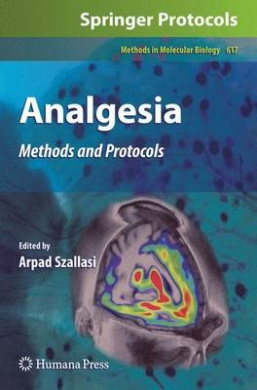 Springer Protocols
Methods in Molecular Biology 617
Analgesia
Methods and Protocols
Edited by
Arpad Szallasi
Humana Press